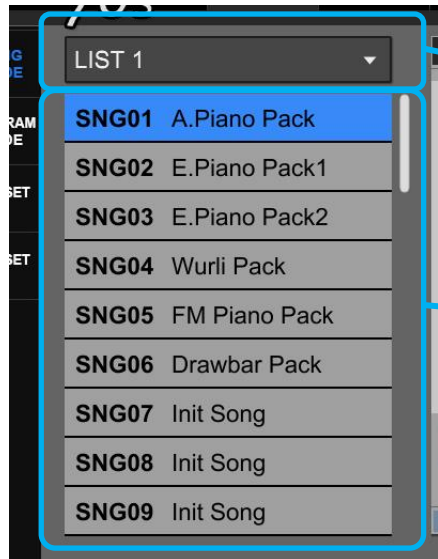 LIST 1
SNG01 A.Piano Pack
SNG02 E.Piano Pack1
SNG03 E.Piano Pack2
SNG04 Wurli Pack
SNG05 FM Piano Pack
SNG06 Drawbar Pack
SNG07 Init Song
SNG08 Init Song
SNG09 Init Song